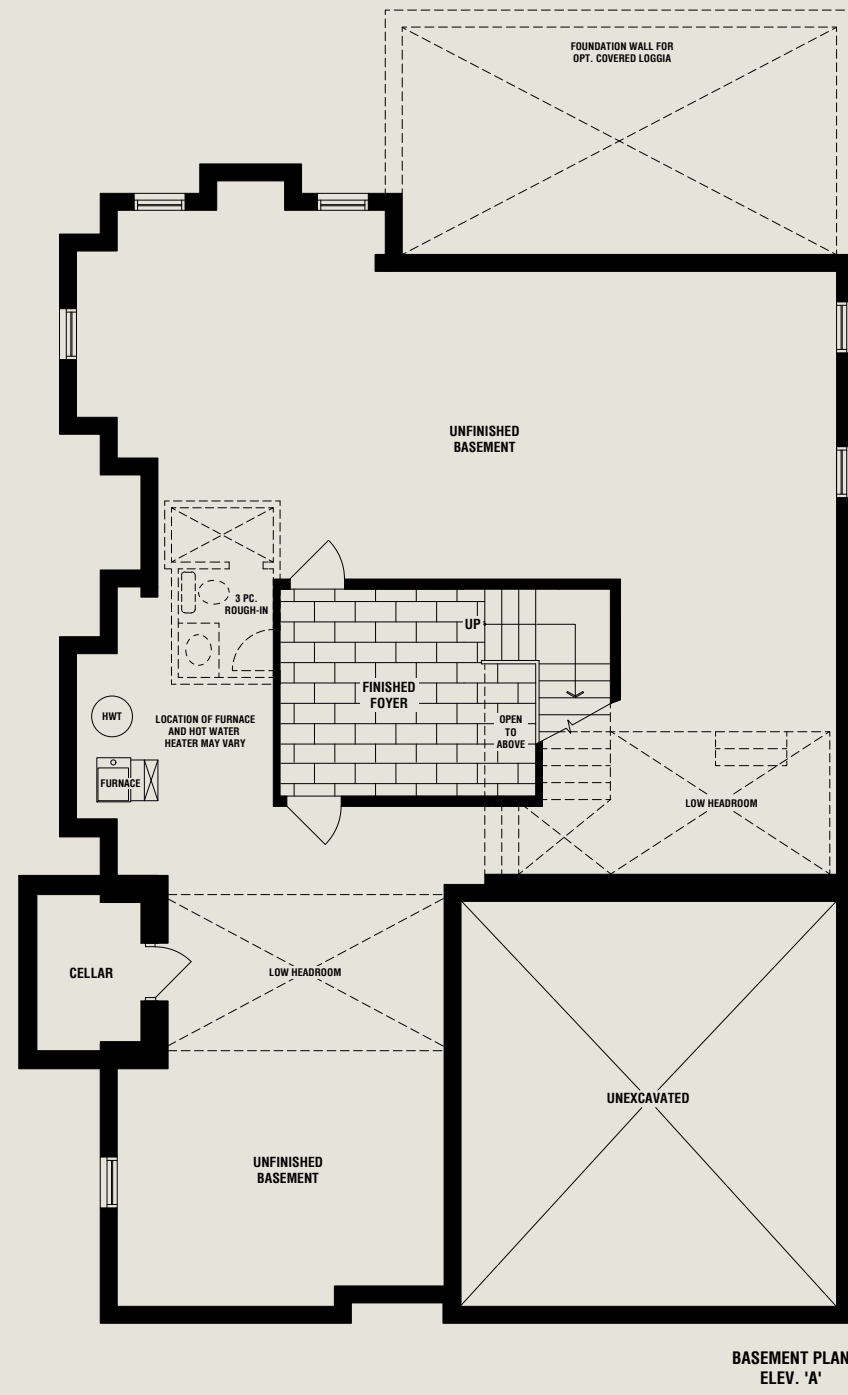 FOUNDATION WALL FOR
OPT. COVERED LOGGIA
UNFINISHED
BASEMENT
3 PC.
ROUGH-IN
UP
FINISHED
FOYER
HWT
LOCATION OF FURNACE
AND HOT WATER
HEATER MAY VARY
OPEN
TO
ABOVE
FURNACE
LOW HEADROOM
CELLAR
LOW HEADROOM
UNEXCAVATED
UNFINISHED
BASEMENT
BASEMENT PLAN
ELEV. 'A'